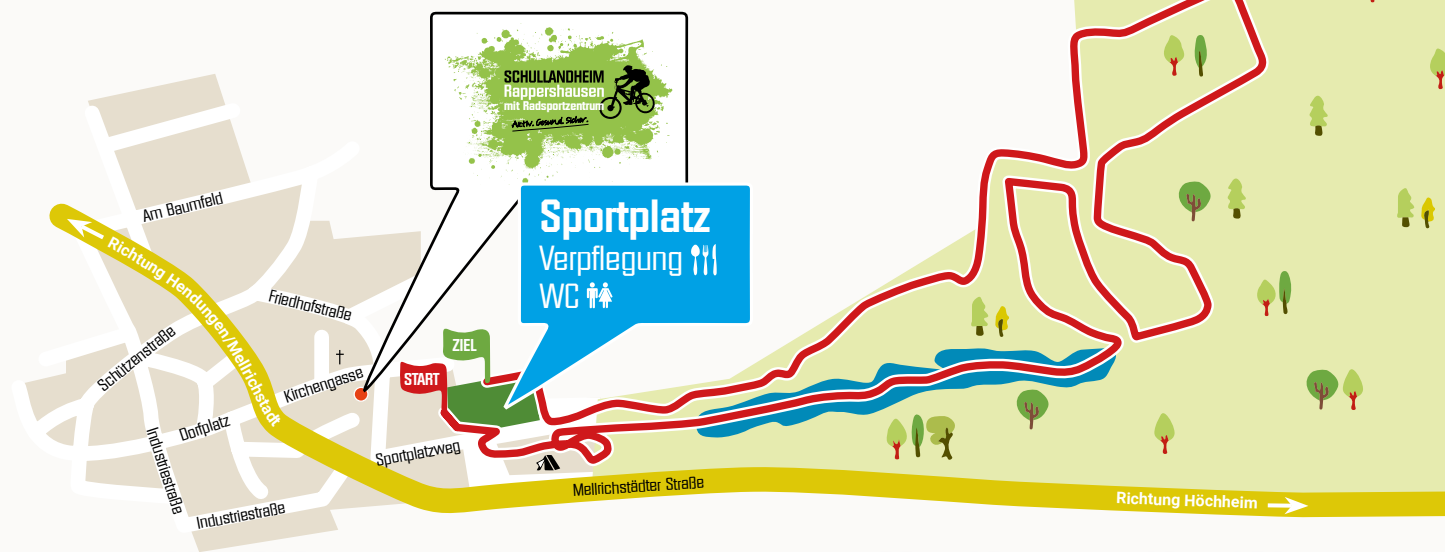 SCHULLANDHEIM
Rappershausen
mit Radsportzentrum
Aktiv. Gesund. Sicher.
Sportplatz
Verpflegung
WC
Am Baumfeld
Richtung Hendungen/Mellrichstadt
Friedhofstraße
Schützenstraße
ZIEL
START
Kirchengasse
Dorfplatz
Industriestraße
Sportplatzweg
Industriestraße
Mellrichstädter Straße
Richtung Höchheim